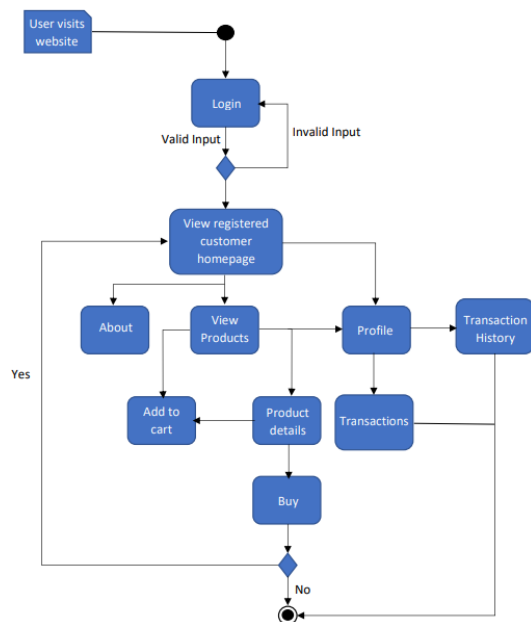 User visits
website
Login
Valid Input
Invalid Input
View registered
customer
homepage
About
View
Products
Profile
Transaction
History
Yes
Add to
cart
Product
details
Transactions
Buy
No